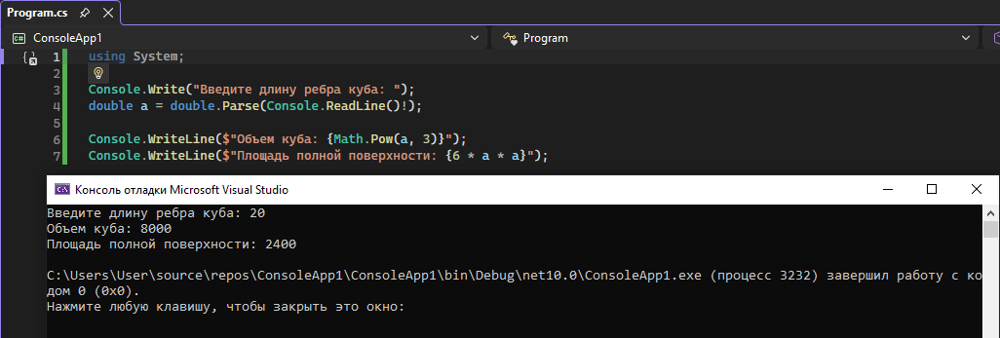 Program.cs
ConsoleApp1
Program
1 using System;
2
3 Console.Write("Введите длину ребра куба: ");
4 double a = double.Parse(Console.ReadLine()!);
5
6 Console.WriteLine($"Объем куба: {Math.Pow(a, 3)}");
7 Console.WriteLine($"Площадь полной поверхности: {6 * a * a}");
Консоль отладки Microsoft Visual Studio
Введите длину ребра куба: 20
Объем куба: 8000
Площадь полной поверхности: 2400
C:\Users\User\source\repos\ConsoleApp1\ConsoleApp1\bin\Debug\net10.0\ConsoleApp1.exe (процесс 3232) завершил работу с ко
дом 0 (0x0).
Нажмите любую клавишу, чтобы закрыть это окно: